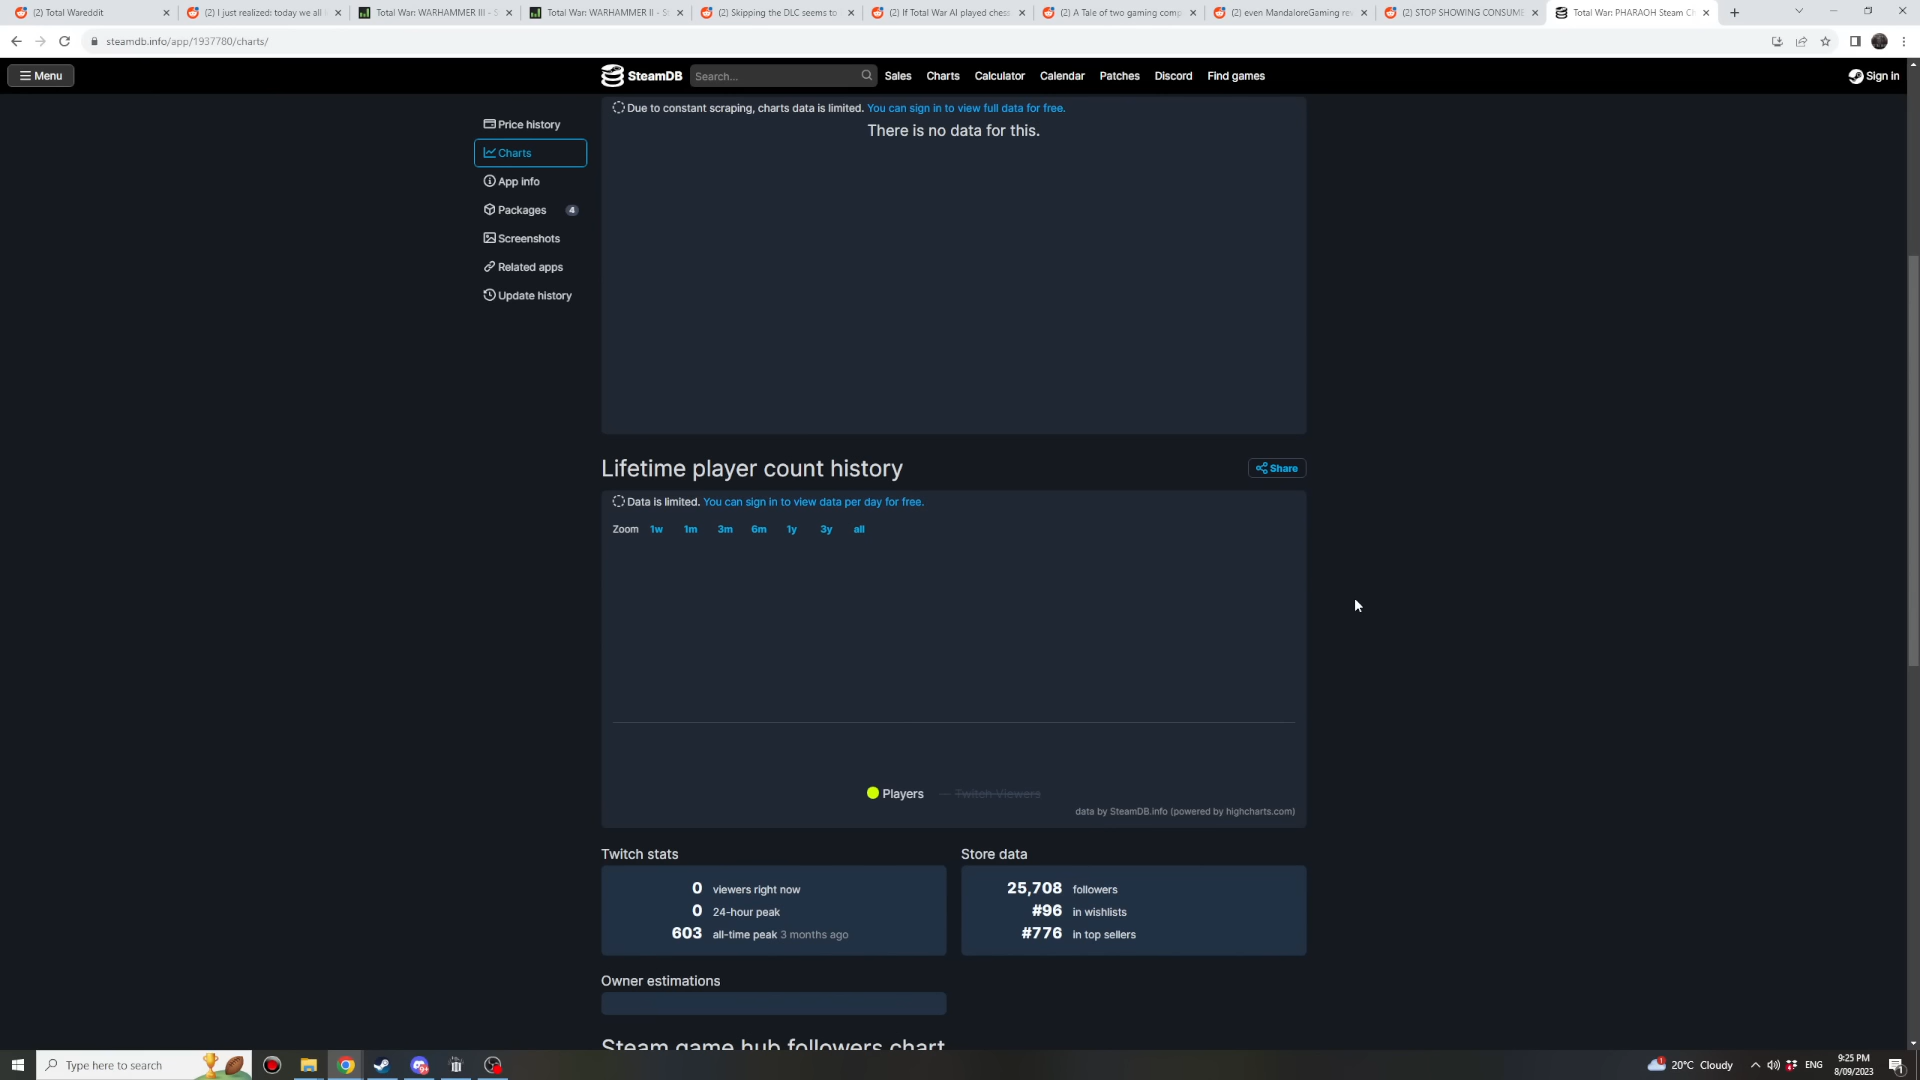 (2) Total Wareddit
(2) I just realized: today we all
Total War: WARHAMMER III - S
Total War: WARHAMMER II - S
(2) Skipping the DLC seems to
(2) If Total War AI played chess
(2) A Tale of two gaming comp
(2) even MandaloreGaming re
(2) STOP SHOWING CONSUME
Total War: PHARAOH Steam C
steamdb.info/app/1937780/charts/
Menu
SteamDB
Search...
Sales
Charts
Calculator
Calendar
Patches
Discord
Find games
Sign in
Due to constant scraping, charts data is limited. You can sign in to view full data for free.
There is no data for this.
Price history
Charts
App info
Packages 4
Screenshots
Related apps
Update history
Lifetime player count history
Share
Data is limited. You can sign in to view data per day for free.
Zoom 1w 1m 3m 6m 1y 3y all
Players Twitch Viewers
data by SteamDB.info (powered by highcharts.com)
Twitch stats
0 viewers right now
0 24-hour peak
603 all-time peak 3 months ago
Store data
25,708 followers
#96 in wishlists
#776 in top sellers
Owner estimations
Steam game hub followers chart
Type here to search
20°C Cloudy
ENG
9:25 PM
8/09/2023